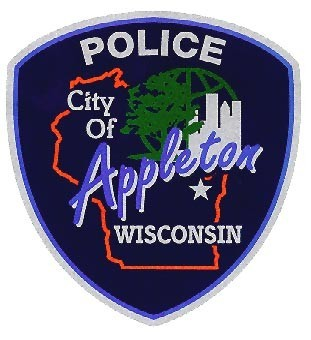 POLICE
City
Of
Appleton
WISCONSIN